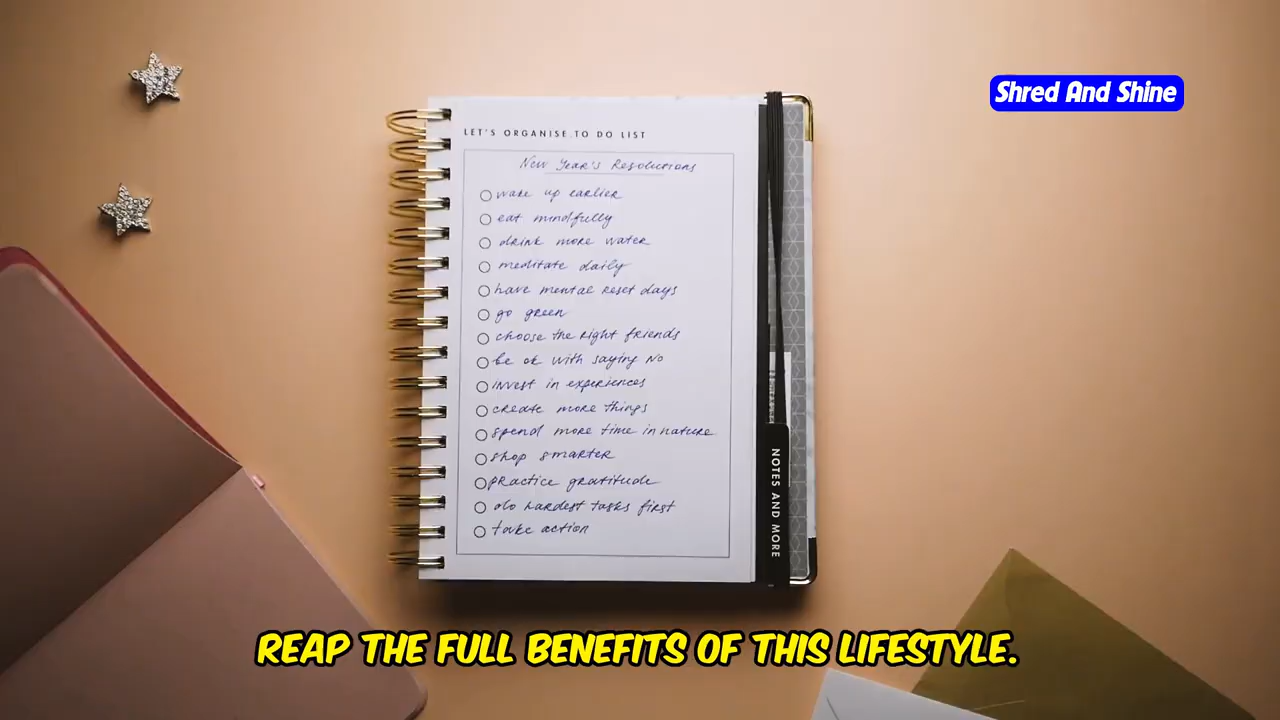 Shred And Shine
LET'S ORGANISE. TO DO LIST
New Year's Resolutions
wake up earlier
eat mindfully
drink more water
meditate daily
have mental reset days
go green
choose the right friends
be ok with saying NO
invest in experiences
create more things
spend more time in nature
shop smarter
practice gratitude
do hardest tasks first
take action
NOTES AND MORE
REAP THE FULL BENEFITS OF THIS LIFESTYLE.